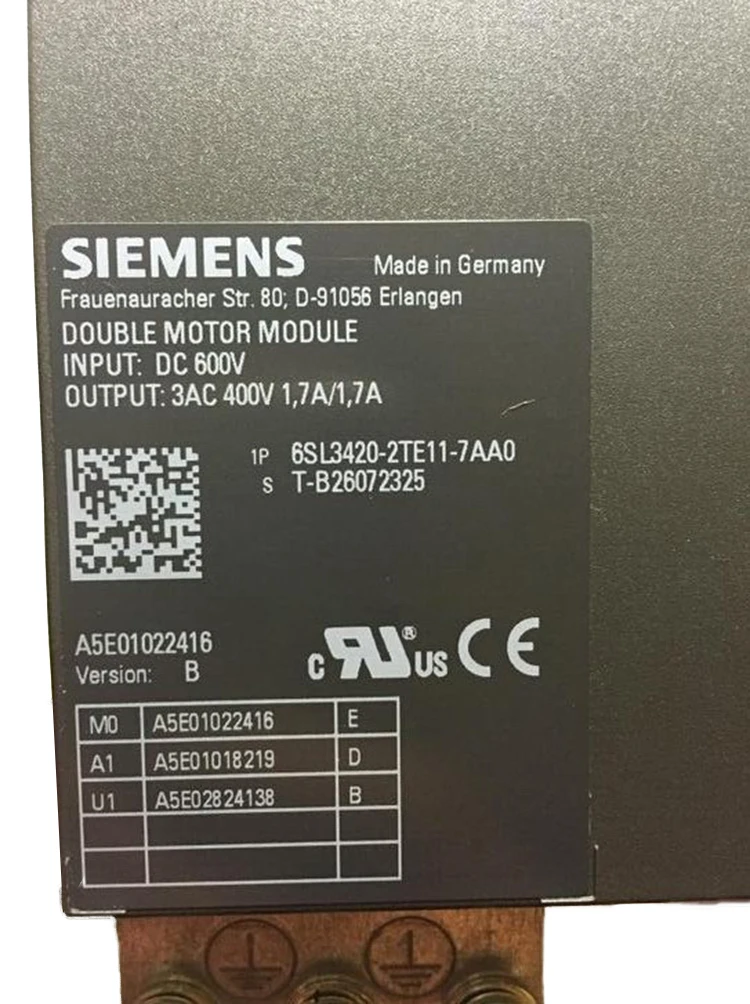 SIEMENS Made in Germany
Frauenauracher Str. 80; D-91056 Erlangen
DOUBLE MOTOR MODULE
INPUT: DC 600V
OUTPUT: 3AC 400V 1,7A/1,7A
1P 6SL3420-2TE11-7AA0
S T-B26072325
A5E01022416
Version: B
c RU® US CE
M0 A5E01022416 E
A1 A5E01018219 D
U1 A5E02824138 B